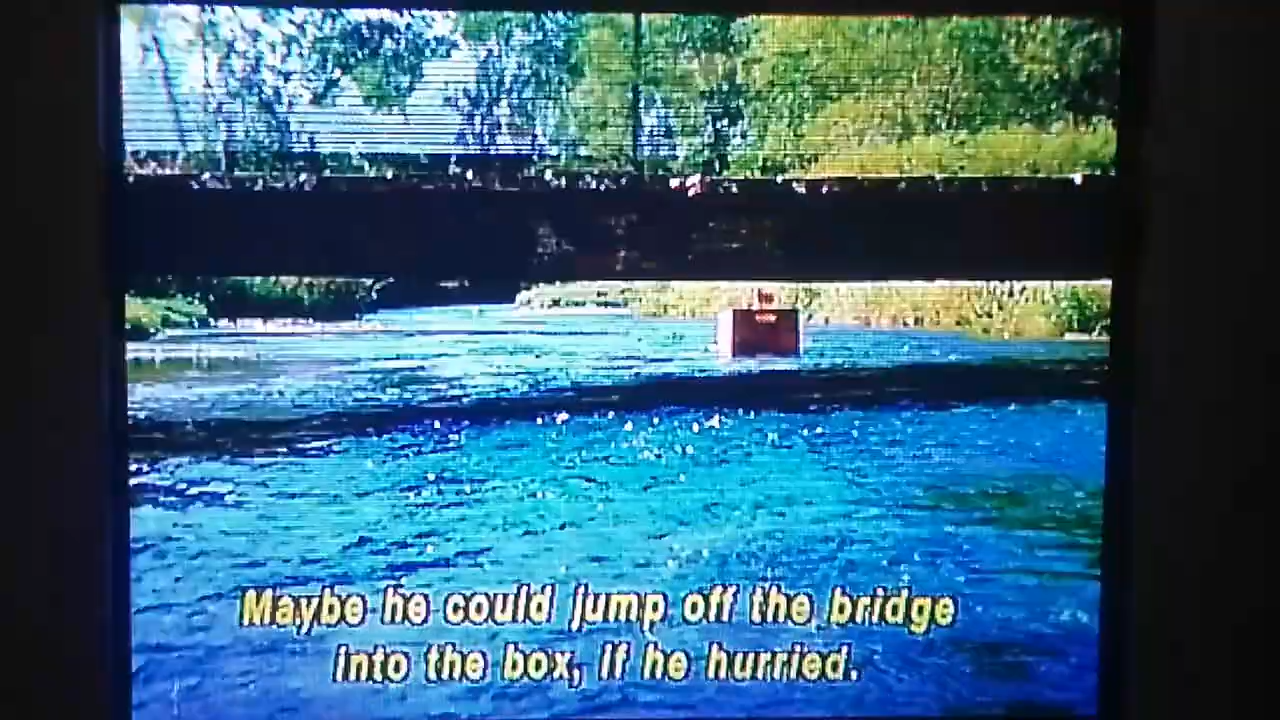 Maybe he could jump off the bridge
into the box, if he hurried.